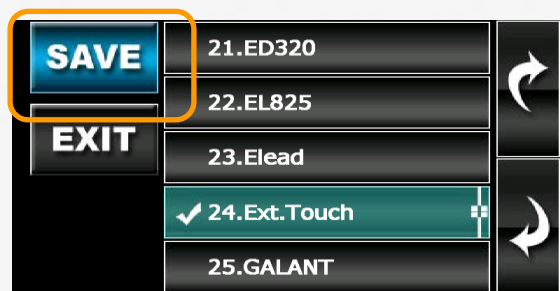 SAVE
EXIT
21.ED320
22.EL825
23.Elead
24.Ext.Touch
25.GALANT